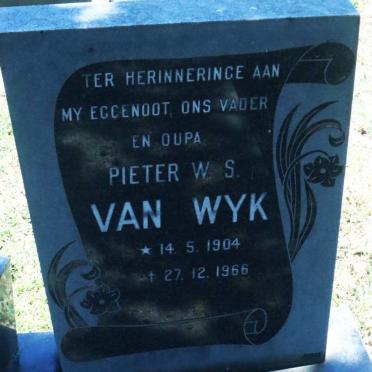 TER HERINNERINGE AAN
MY EGGENOOT, ONS VADER
EN OUPA
PIETER W. S.
VAN WYK
★ 14. 5. 1904
✝ 27. 12. 1966